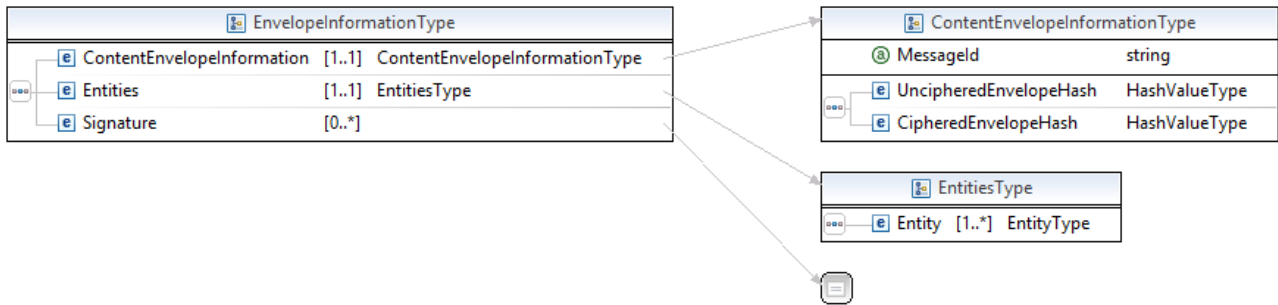 EnvelopeInformationType
e ContentEnvelopeInformation [1..1] ContentEnvelopeInformationType
e Entities [1..1] EntitiesType
e Signature [0..*]
ContentEnvelopeInformationType
a MessageId string
e UncipheredEnvelopeHash HashValueType
e CipheredEnvelopeHash HashValueType
EntitiesType
e Entity [1..*] EntityType